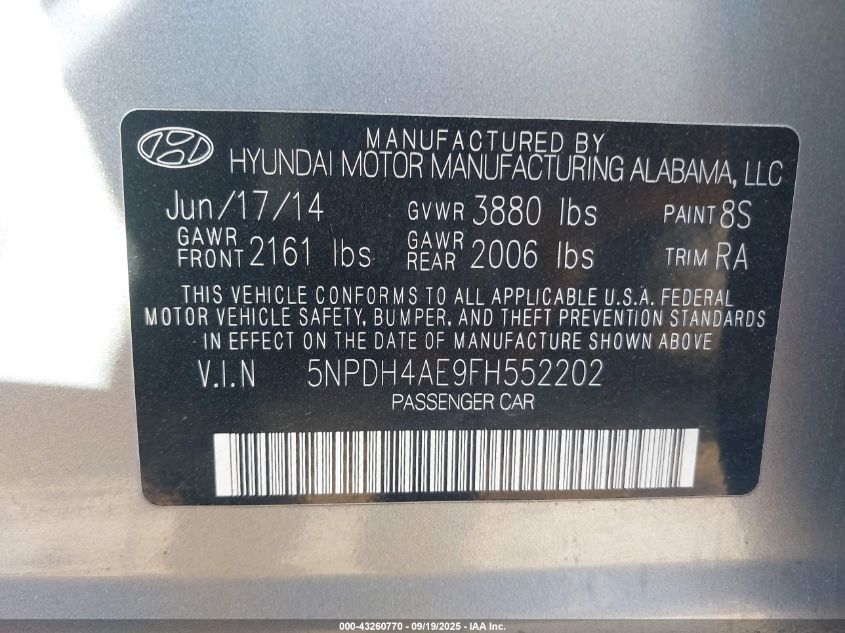 MANUFACTURED BY
HYUNDAI MOTOR MANUFACTURING ALABAMA, LLC
Jun/17/14 GVWR 3880 lbs PAINT 8S
GAWR FRONT 2161 lbs GAWR REAR 2006 lbs TRIM RA
THIS VEHICLE CONFORMS TO ALL APPLICABLE U.S.A. FEDERAL
MOTOR VEHICLE SAFETY, BUMPER, AND THEFT PREVENTION STANDARDS
IN EFFECT ON THE DATE OF MANUFACTURE SHOWN ABOVE
V.I.N 5NPDH4AE9FH552202
PASSENGER CAR
000-43260770 - 09/19/2025 - IAA Inc.